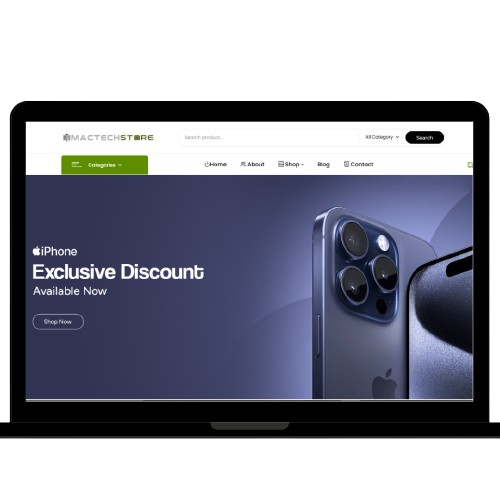 MACTECHSTORE
Search product..
All Category
Search
Categories
Home
About
Shop
Blog
Contact
iPhone
Exclusive Discount
Available Now
Shop Now